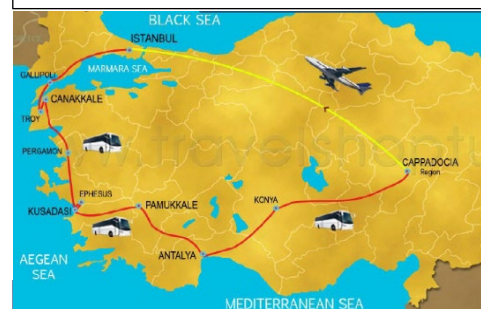 BLACK SEA
ISTANBUL
MARMARA SEA
GALLIPOLI
CANAKKALE
TROY
PERGAMON
CAPPADOCIA
Region
EPHESUS
KUSADASI
PAMUKKALE
KONYA
ANTALYA
AEGEAN
SEA
MEDITERRANEAN SEA